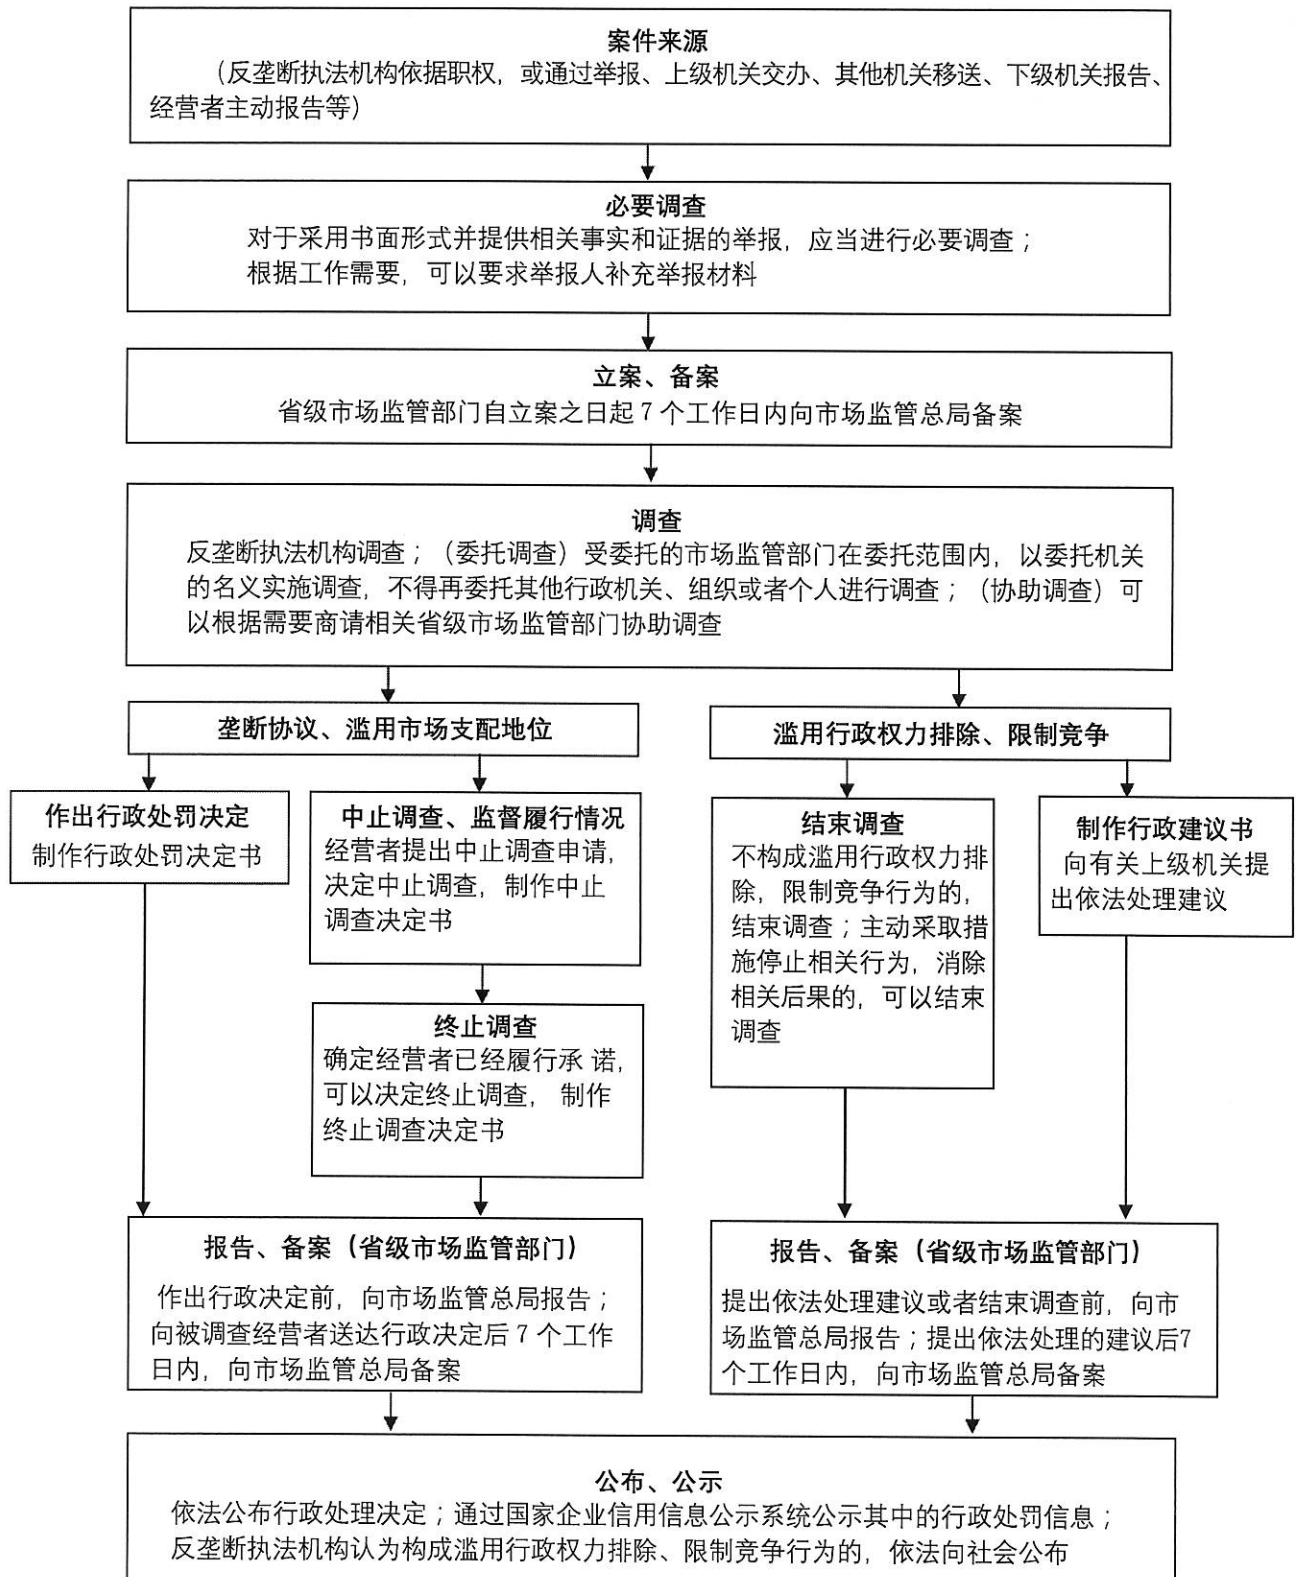 案件来源
（反垄断执法机构依据职权，或通过举报、上级机关交办、其他机关移送、下级机关报告、
经营者主动报告等）
必要调查
对于采用书面形式并提供相关事实和证据的举报，应当进行必要调查；
根据工作需要，可以要求举报人补充举报材料
立案、备案
省级市场监管部门自立案之日起 7 个工作日内向市场监管总局备案
调查
反垄断执法机构调查；（委托调查）受委托的市场监管部门在委托范围内，以委托机关
的名义实施调查，不得再委托其他行政机关、组织或者个人进行调查；（协助调查）可
以根据需要商请相关省级市场监管部门协助调查
垄断协议、滥用市场支配地位
作出行政处罚决定
制作行政处罚决定书
中止调查、监督履行情况
经营者提出中止调查申请，
决定中止调查，制作中止
调查决定书
终止调查
确定经营者已经履行承 诺，
可以决定终止调查， 制作
终止调查决定书
报告、备案（省级市场监管部门）
作出行政决定前，向市场监管总局报告；
向被调查经营者送达行政决定后 7 个工作
日内，向市场监管总局备案
滥用行政权力排除、限制竞争
结束调查
不构成滥用行政权力排
除，限制竞争行为的，
结束调查；主动采取措
施停止相关行为，消除
相关后果的，可以结束
调查
制作行政建议书
向有关上级机关提
出依法处理建议
报告、备案（省级市场监管部门）
提出依法处理建议或者结束调查前，向市
场监管总局报告；提出依法处理的建议后7
个工作日内，向市场监管总局备案
公布、公示
依法公布行政处理决定；通过国家企业信用信息公示系统公示其中的行政处罚信息；
反垄断执法机构认为构成滥用行政权力排除、限制竞争行为的，依法向社会公布